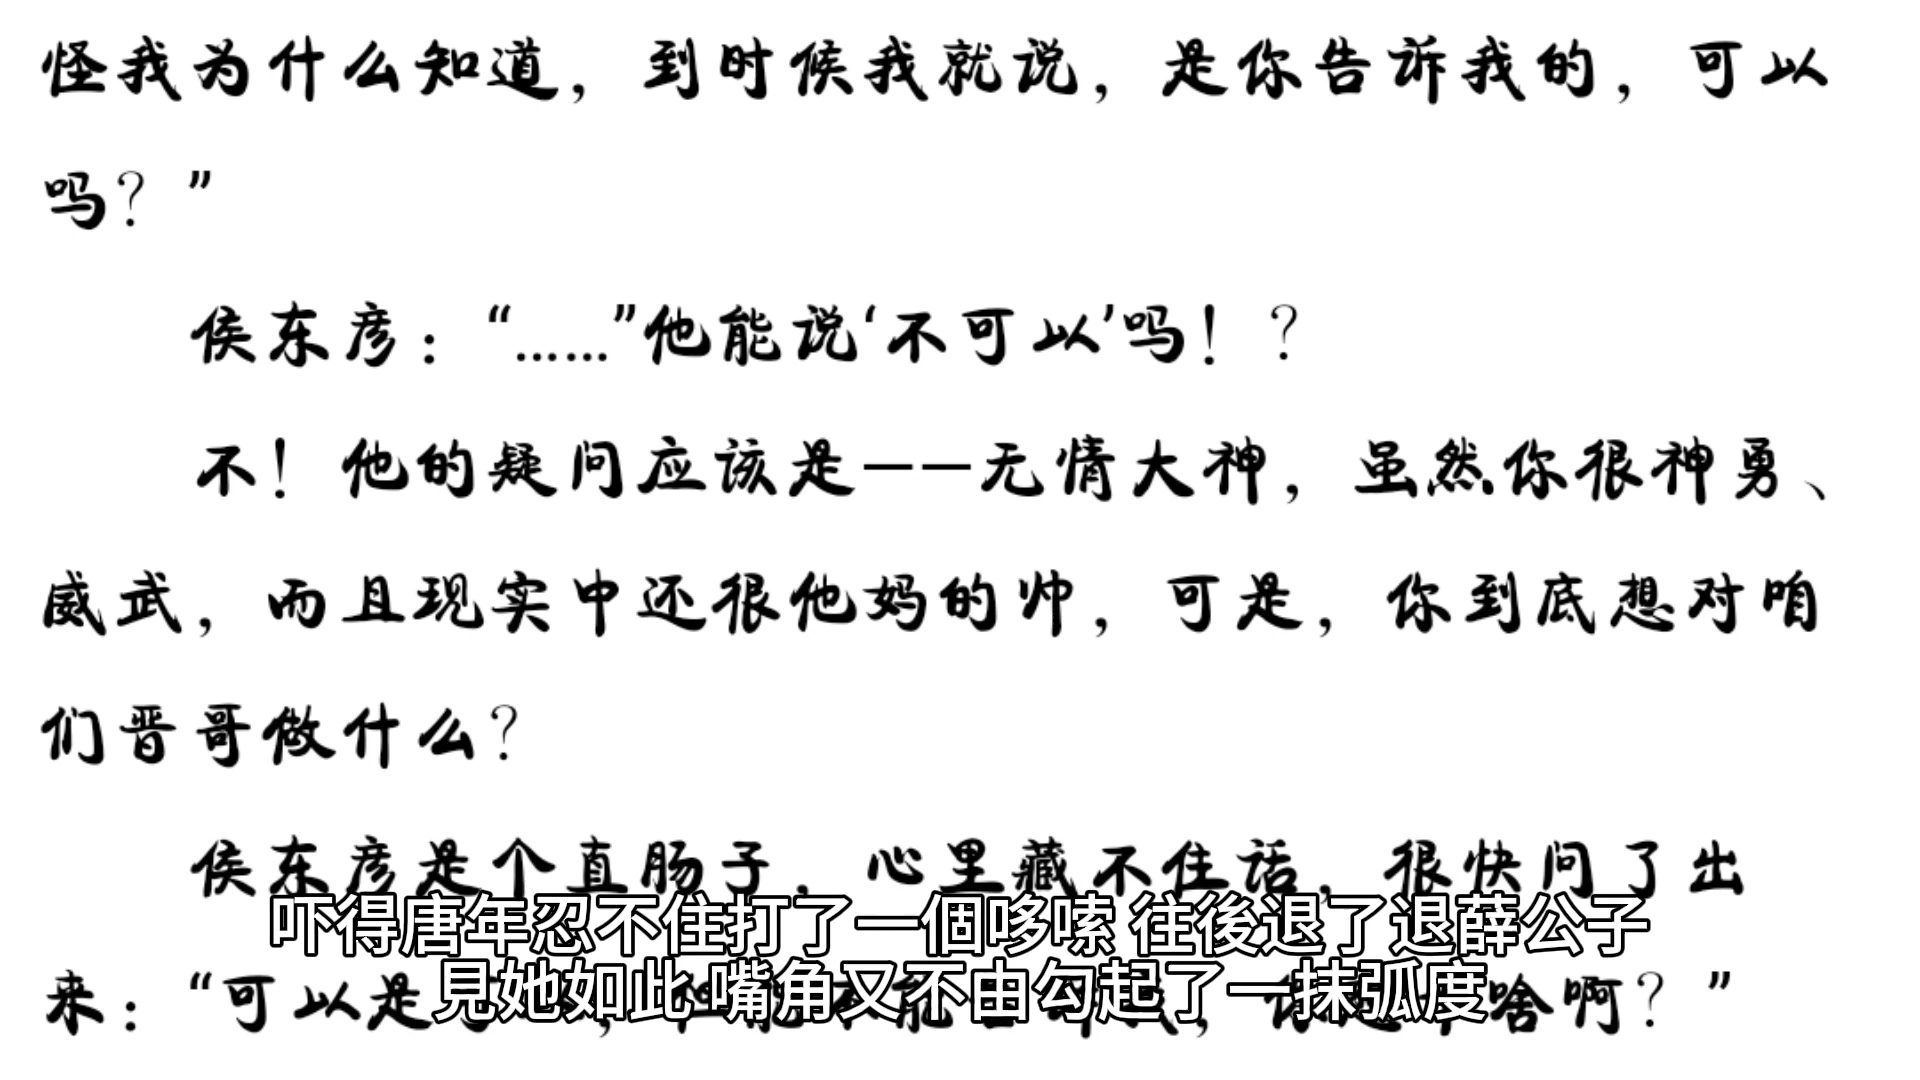 怪我为什么知道，到时候我就说，是你告诉我的，可以
吗？”
侯东彦：“……”他能说‘不可以’吗！？
不！他的疑问应该是——无情大神，虽然你很神勇、
威武，而且现实中还很他妈的帅，可是，你到底想对咱
们晋哥做什么？
侯东彦是个直肠子，心里藏不住话，很快问了出
来：“可以是 啥啊？”
吓得唐年忍不住打了一個哆嗦 往後退了退薛公子
見她如此 嘴角又不由勾起了一抹弧度